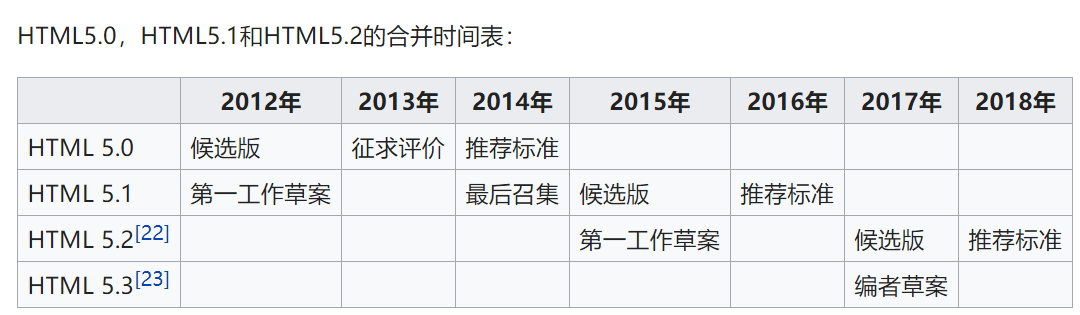 HTML5.0，HTML5.1和HTML5.2的合并时间表：
2012年 2013年 2014年 2015年 2016年 2017年 2018年
HTML 5.0 候选版 征求评价 推荐标准
HTML 5.1 第一工作草案 最后召集 候选版 推荐标准
HTML 5.2[22] 第一工作草案 候选版 推荐标准
HTML 5.3[23] 编者草案